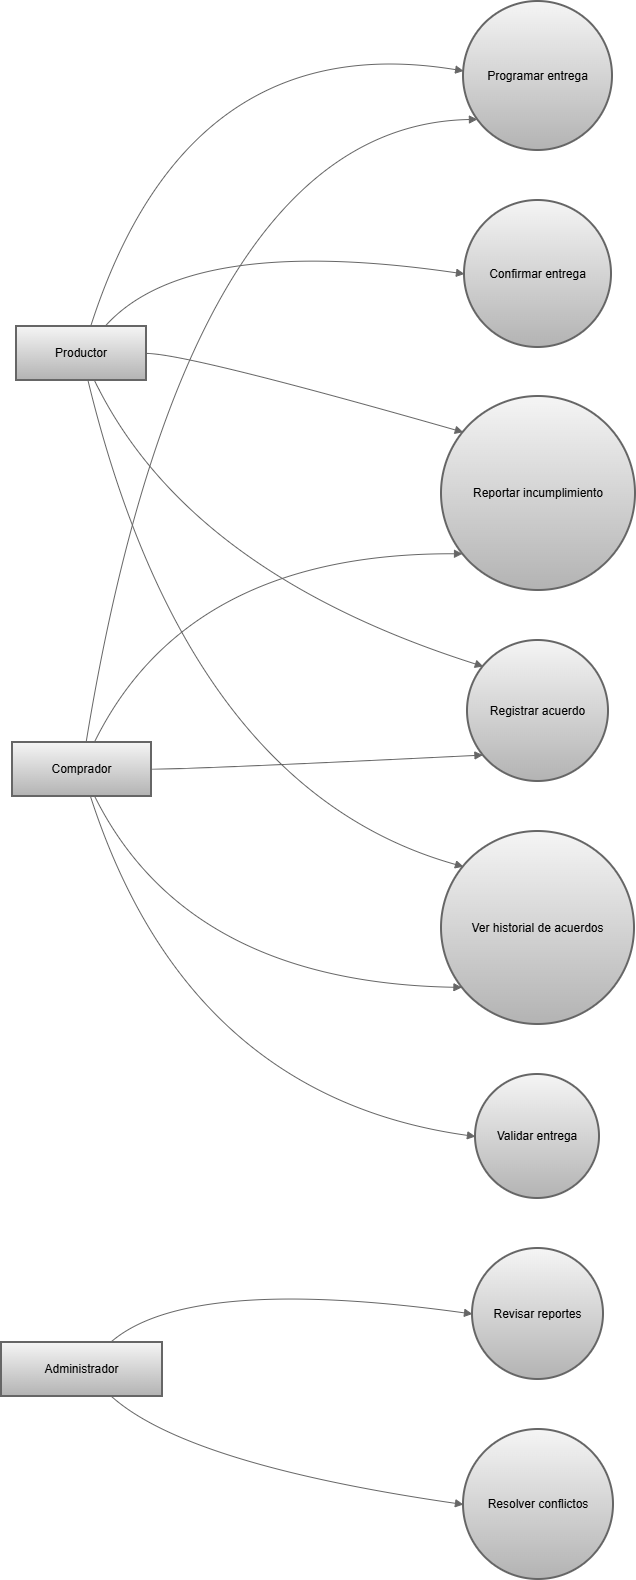 Programar entrega
Confirmar entrega
Productor
Reportar incumplimiento
Registrar acuerdo
Comprador
Ver historial de acuerdos
Validar entrega
Revisar reportes
Administrador
Resolver conflictos